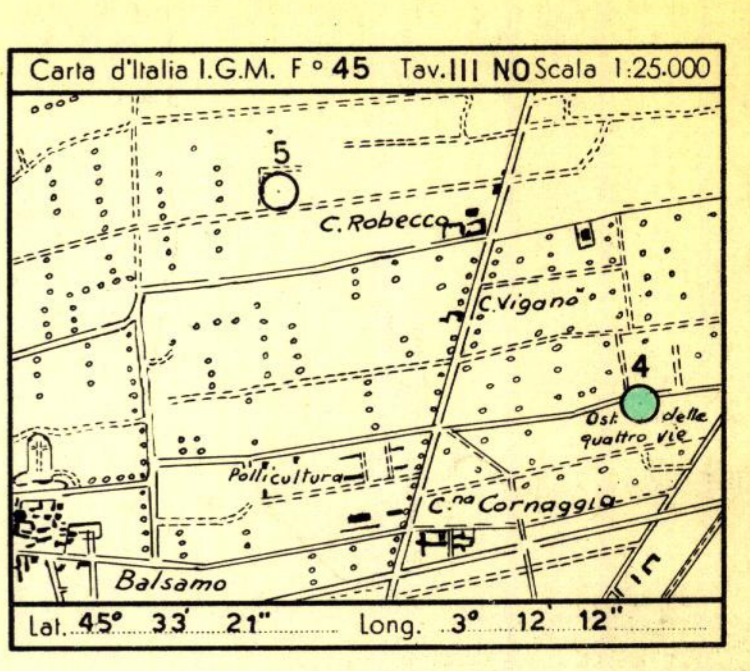 Carta d'Italia I.G.M. F° 45 Tav. III NO Scala 1:25.000
5
C. Robecco
C. Viganò
4
Ost. delle
quattro vie
Pollicultura
C.na Cornaggia
Balsamo
Lat. 45° 33' 21" Long. 3° 12' 12"